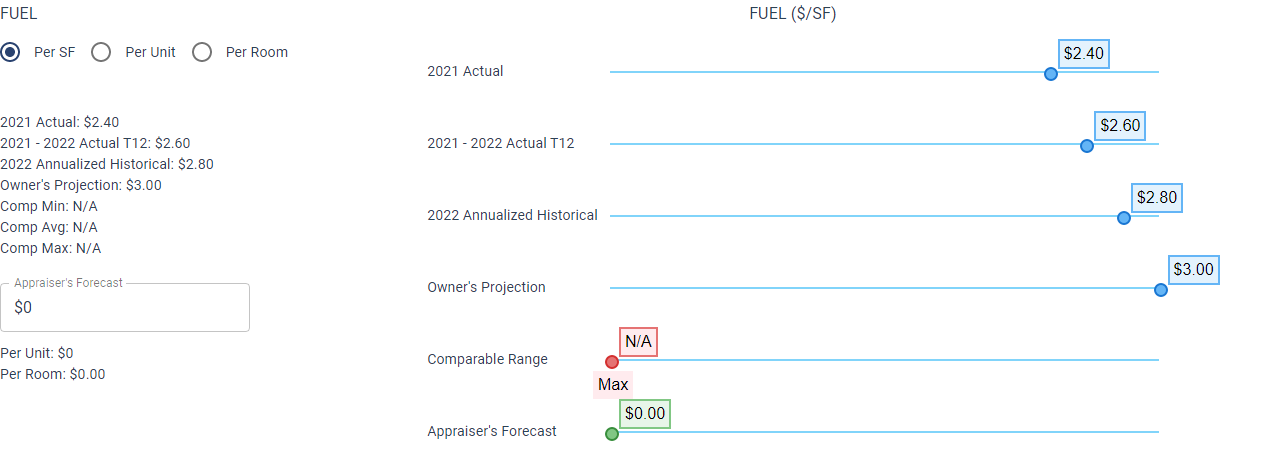 FUEL
Per SF Per Unit Per Room
2021 Actual: $2.40
2021 - 2022 Actual T12: $2.60
2022 Annualized Historical: $2.80
Owner's Projection: $3.00
Comp Min: N/A
Comp Avg: N/A
Comp Max: N/A
Appraiser's Forecast
$0
Per Unit: $0
Per Room: $0.00
FUEL ($/SF)
2021 Actual $2.40
2021 - 2022 Actual T12 $2.60
2022 Annualized Historical $2.80
Owner's Projection $3.00
Comparable Range N/A
Max
Appraiser's Forecast $0.00